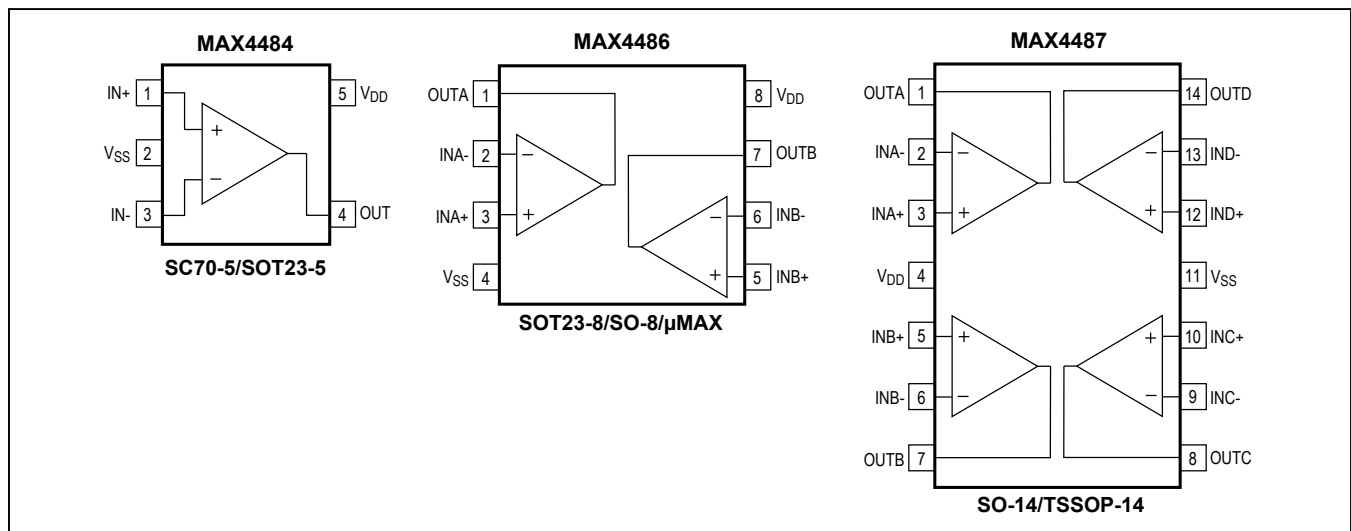 MAX4484
IN+ 1
5 VDD
VSS 2
IN- 3
4 OUT
+
−
SC70-5/SOT23-5
MAX4486
OUTA 1
8 VDD
INA- 2
7 OUTB
INA+ 3
6 INB-
VSS 4
5 INB+
−
+
−
+
SOT23-8/SO-8/µMAX
MAX4487
OUTA 1
14 OUTD
INA- 2
13 IND-
INA+ 3
12 IND+
VDD 4
11 VSS
INB+ 5
10 INC+
INB- 6
9 INC-
OUTB 7
8 OUTC
−
−
+
+
+
+
−
−
SO-14/TSSOP-14